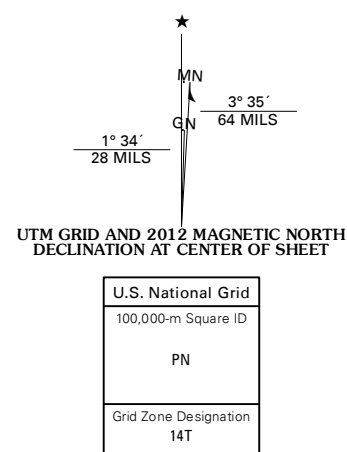 ★
MN
3° 35´
64 MILS
GN
1° 34´
28 MILS
UTM GRID AND 2012 MAGNETIC NORTH
DECLINATION AT CENTER OF SHEET
U.S. National Grid
100,000-m Square ID
PN
Grid Zone Designation
14T